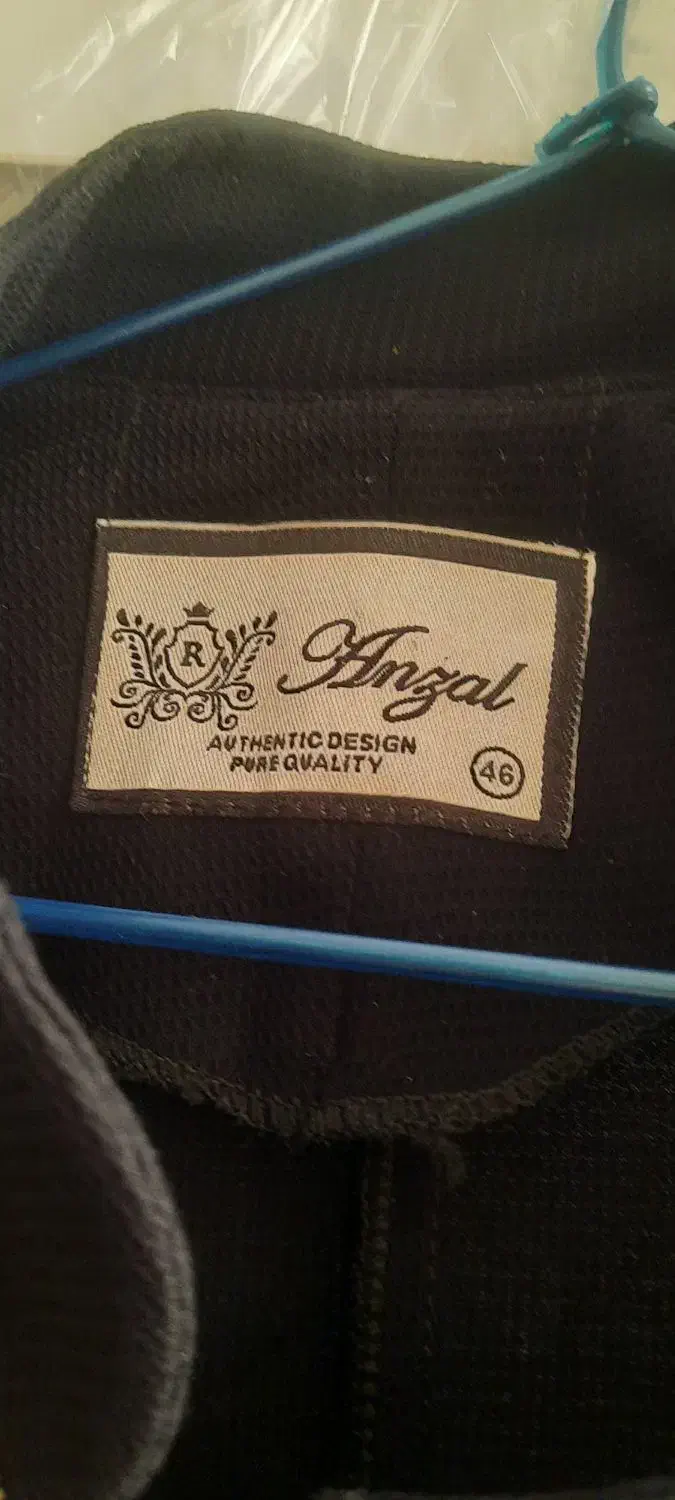 R
Anzal
AUTHENTIC DESIGN
PURE QUALITY
46